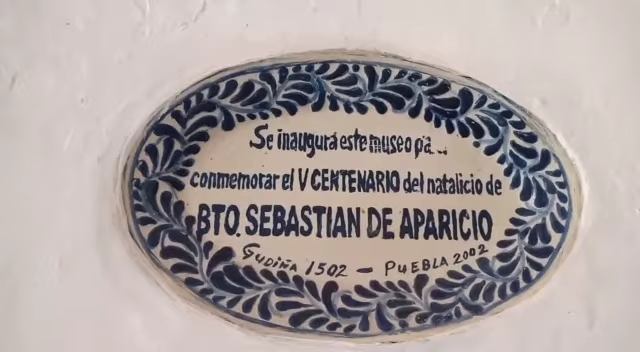 Se inaugura este museo pa..
conmemorar el V CENTENARIO del natalicio de
BTO. SEBASTIAN DE APARICIO
GUDIÑA 1502 - PUEBLA 2002